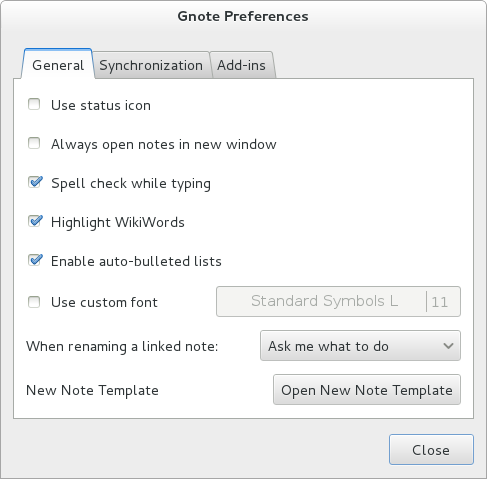 Gnote Preferences
General Synchronization Add-ins
Use status icon
Always open notes in new window
Spell check while typing
Highlight WikiWords
Enable auto-bulleted lists
Use custom font Standard Symbols L 11
When renaming a linked note: Ask me what to do
New Note Template Open New Note Template
Close